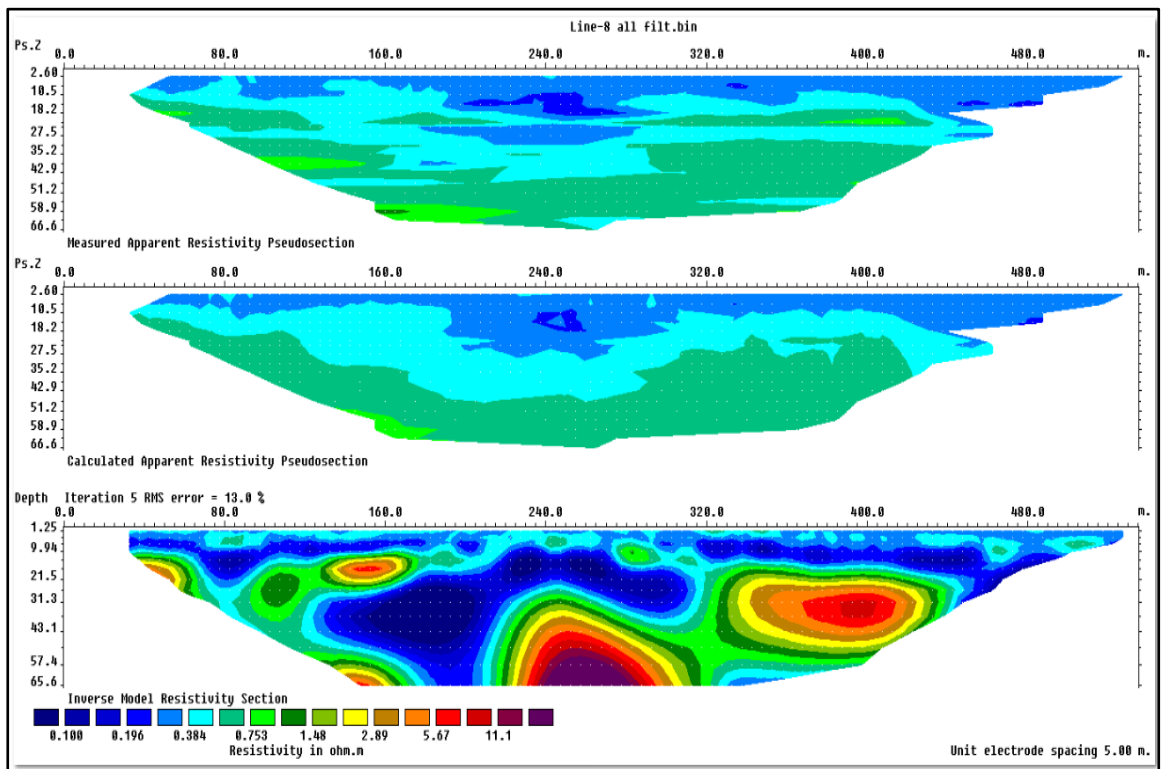 Line-8 all filt.bin
Ps.Z 0.0 80.0 160.0 240.0 320.0 400.0 480.0 m.
2.60
10.5
18.2
27.5
35.2
42.9
51.2
58.9
66.6
Measured Apparent Resistivity Pseudosection
Ps.Z 0.0 80.0 160.0 240.0 320.0 400.0 480.0 m.
2.60
10.5
18.2
27.5
35.2
42.9
51.2
58.9
66.6
Calculated Apparent Resistivity Pseudosection
Depth Iteration 5 RMS error = 13.0 %
0.0 80.0 160.0 240.0 320.0 400.0 480.0 m.
1.25
9.94
21.5
31.3
43.1
57.4
65.6
Inverse Model Resistivity Section
0.100 0.196 0.384 0.753 1.48 2.89 5.67 11.1
Resistivity in ohm.m Unit electrode spacing 5.00 m.